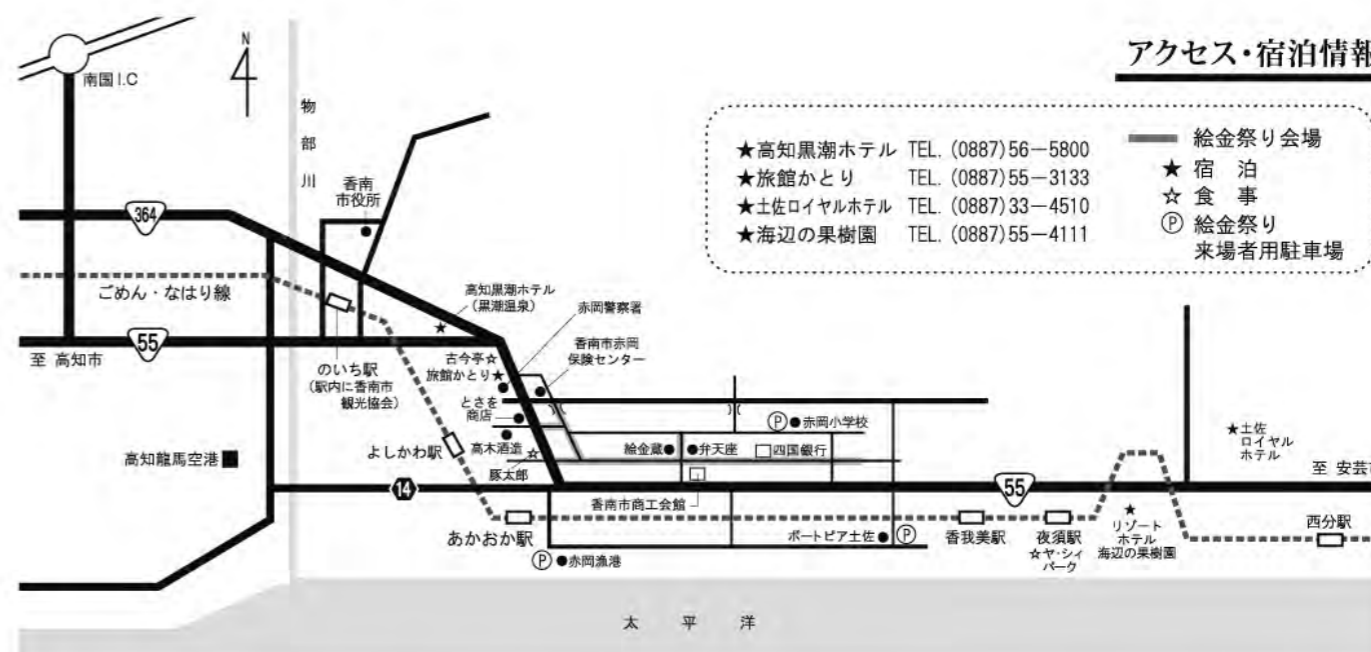 アクセス・宿泊情報
★高知黒潮ホテル TEL. (0887)56−5800
★旅館かとり TEL. (0887)55−3133
★土佐ロイヤルホテル TEL. (0887)33−4510
★海辺の果樹園 TEL. (0887)55−4111
絵金祭り会場
★ 宿 泊
☆ 食 事
Ⓟ 絵金祭り
来場者用駐車場
N
南国I.C
物部川
香南
市役所
364
ごめん・なはり線
高知黒潮ホテル
(黒潮温泉)
★
赤岡警察署
香南市赤岡
保険センター
55
至 高知市
のいち駅
(駅内に香南市
観光協会)
古今亭☆
旅館かとり★
とさを
商店
高木酒造
☆
豚太郎
よしかわ駅
高知龍馬空港
Ⓟ●赤岡小学校
絵金蔵●
●弁天座
四国銀行
★土佐
ロイヤル
ホテル
至 安芸市
14
55
香南市商工会館
あかおか駅
ボートピア土佐●
Ⓟ
香我美駅
夜須駅
☆ヤ・シィ
パーク
★
リゾート
ホテル
海辺の果樹園
西分駅
Ⓟ●赤岡漁港
太 平 洋